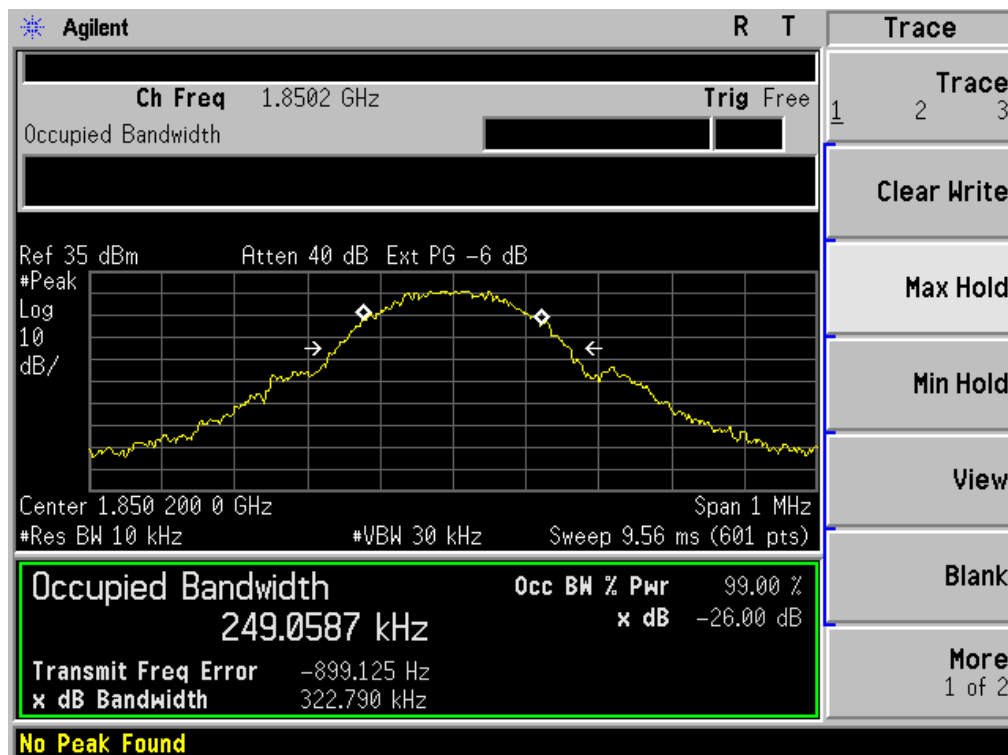 Agilent R T Trace
Ch Freq 1.8502 GHz Trig Free
Occupied Bandwidth
Trace
1 2 3
Clear Write
Max Hold
Min Hold
View
Blank
More
1 of 2
Ref 35 dBm Atten 40 dB Ext PG -6 dB
#Peak
Log
10
dB/
Center 1.850 200 0 GHz Span 1 MHz
#Res BW 10 kHz #VBW 30 kHz Sweep 9.56 ms (601 pts)
Occupied Bandwidth Occ BW % Pwr 99.00 %
249.0587 kHz x dB -26.00 dB
Transmit Freq Error -899.125 Hz
x dB Bandwidth 322.790 kHz
No Peak Found